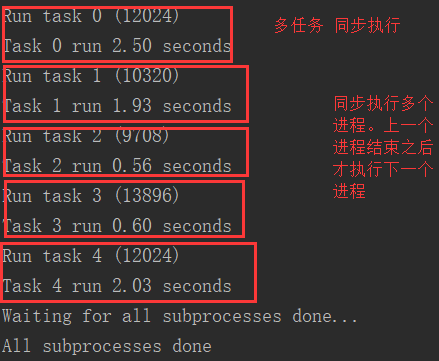 Run task 0 (12024)
多任务 同步执行
Task 0 run 2.50 seconds
Run task 1 (10320)
Task 1 run 1.93 seconds
同步执行多个
进程。上一个
进程结束之后
才执行下一个
进程
Run task 2 (9708)
Task 2 run 0.56 seconds
Run task 3 (13896)
Task 3 run 0.60 seconds
Run task 4 (12024)
Task 4 run 2.03 seconds
Waiting for all subprocesses done...
All subprocesses done